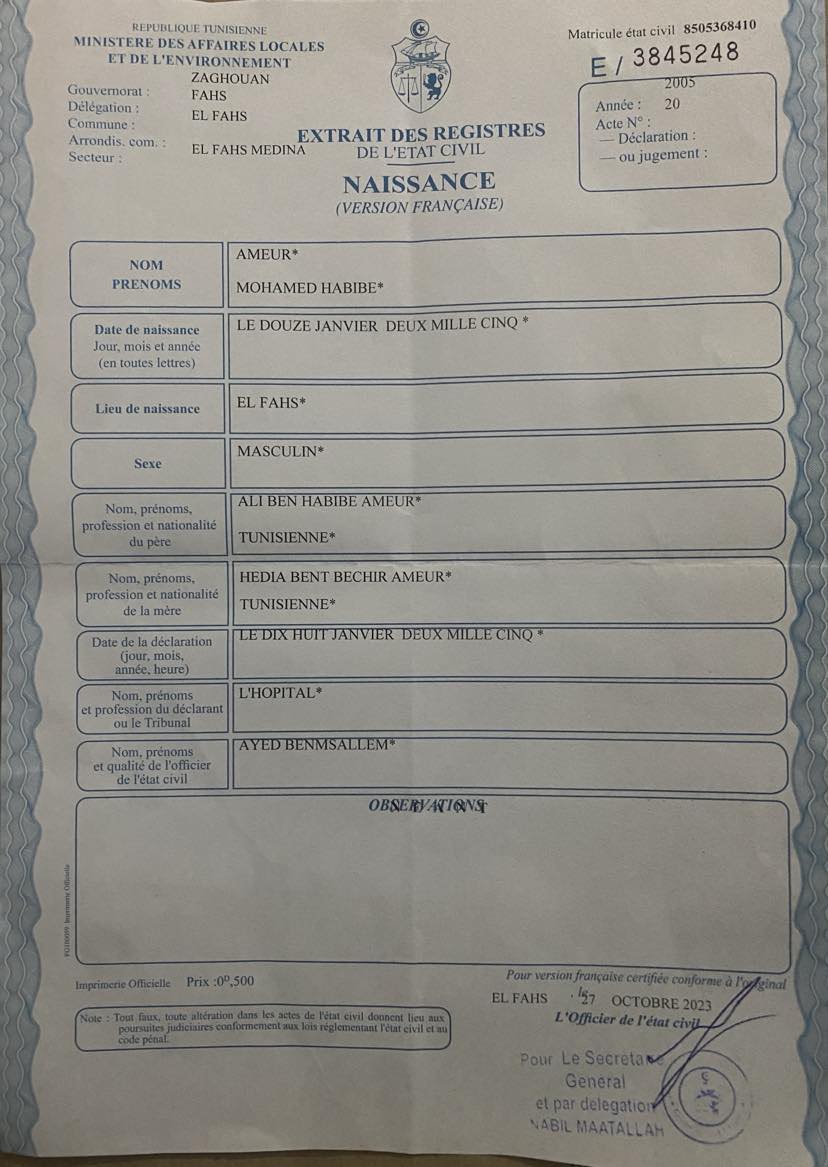 REPUBLIQUE TUNISIENNE
MINISTERE DES AFFAIRES LOCALES
ET DE L'ENVIRONNEMENT
Gouvernorat : ZAGHOUAN
Délégation : FAHS
Commune : EL FAHS
Arrondis. com. :
Secteur : EL FAHS MEDINA
EXTRAIT DES REGISTRES
DE L'ETAT CIVIL
NAISSANCE
(VERSION FRANÇAISE)
Matricule état civil 8505368410
E / 3845248
2005
Année : 20
Acte N° :
— Déclaration :
— ou jugement :
NOM
PRENOMS
AMEUR*
MOHAMED HABIBE*
Date de naissance
Jour, mois et année
(en toutes lettres)
LE DOUZE JANVIER DEUX MILLE CINQ *
Lieu de naissance
EL FAHS*
Sexe
MASCULIN*
Nom, prénoms,
profession et nationalité
du père
ALI BEN HABIBE AMEUR*
TUNISIENNE*
Nom, prénoms,
profession et nationalité
de la mère
HEDIA BENT BECHIR AMEUR*
TUNISIENNE*
Date de la déclaration
(jour, mois,
année, heure)
LE DIX HUIT JANVIER DEUX MILLE CINQ *
Nom, prénoms
et profession du déclarant
ou le Tribunal
L'HOPITAL*
Nom, prénoms
et qualité de l'officier
de l'état civil
AYED BENMSALLEM*
OBSERVATIONS
Imprimerie Officielle Prix :0ᴰ,500
Note : Tout faux, toute altération dans les actes de l'état civil donnent lieu aux
poursuites judiciaires conformement aux lois réglementant l'état civil et au
code pénal.
Pour version française certifiée conforme à l'original
EL FAHS le 27 OCTOBRE 2023
L'Officier de l'état civil
Pour Le Secrétaire
General
et par delegation
NABIL MAATALLAH